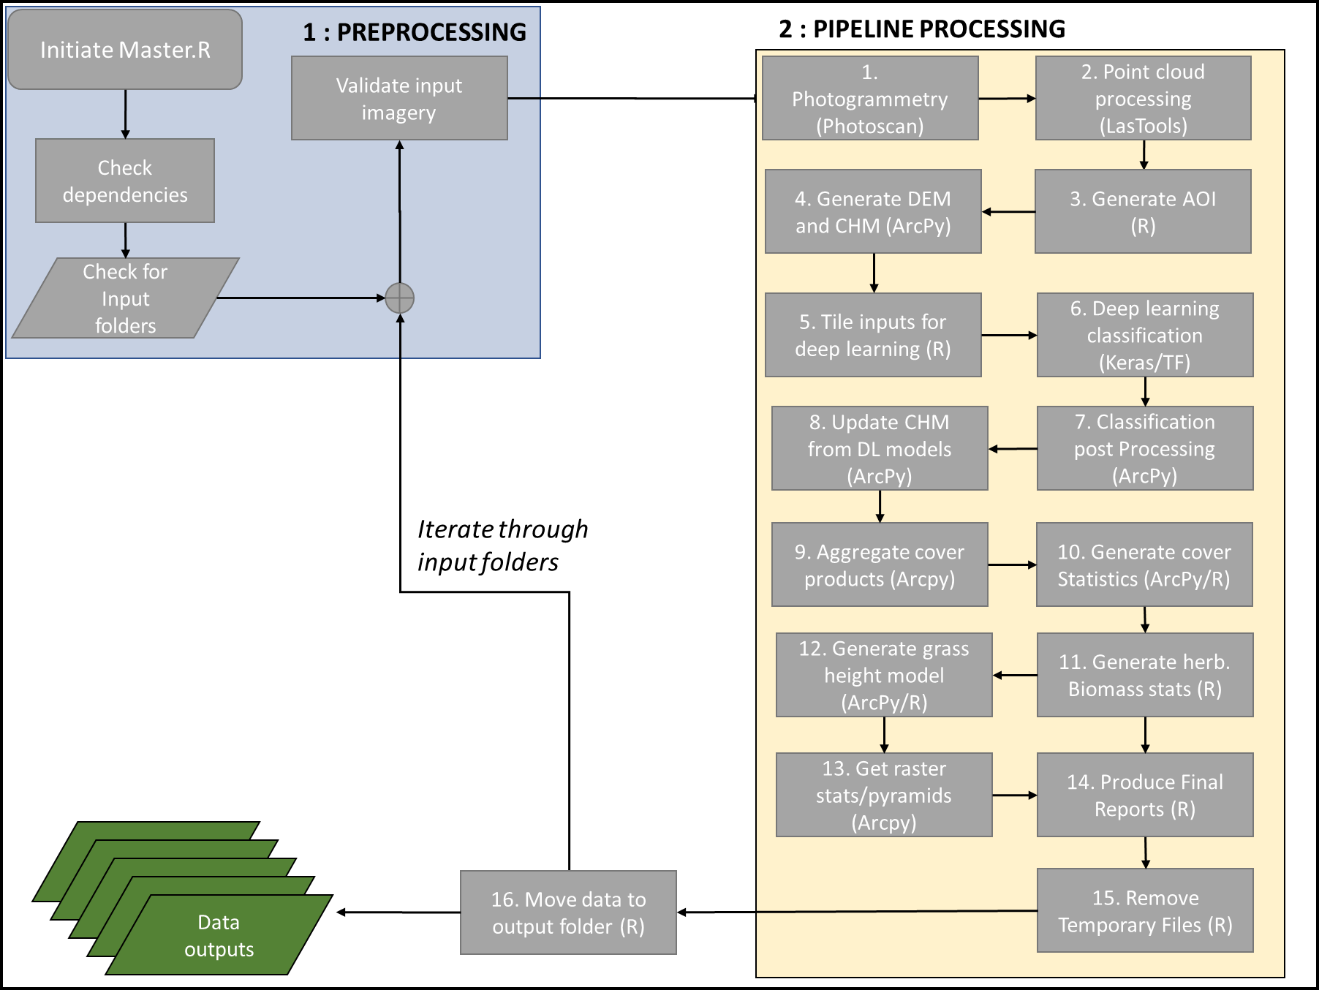 1 : PREPROCESSING
Initiate Master.R
Check
dependencies
Check for
Input
folders
Validate input
imagery
2 : PIPELINE PROCESSING
1.
Photogrammetry
(Photoscan)
2. Point cloud
processing
(LasTools)
3. Generate AOI
(R)
4. Generate DEM
and CHM (ArcPy)
5. Tile inputs for
deep learning (R)
6. Deep learning
classification
(Keras/TF)
7. Classification
post Processing
(ArcPy)
8. Update CHM
from DL models
(ArcPy)
9. Aggregate cover
products (Arcpy)
10. Generate cover
Statistics (ArcPy/R)
11. Generate herb.
Biomass stats (R)
12. Generate grass
height model
(ArcPy/R)
13. Get raster
stats/pyramids
(Arcpy)
14. Produce Final
Reports (R)
15. Remove
Temporary Files (R)
16. Move data to
output folder (R)
Iterate through
input folders
Data
outputs